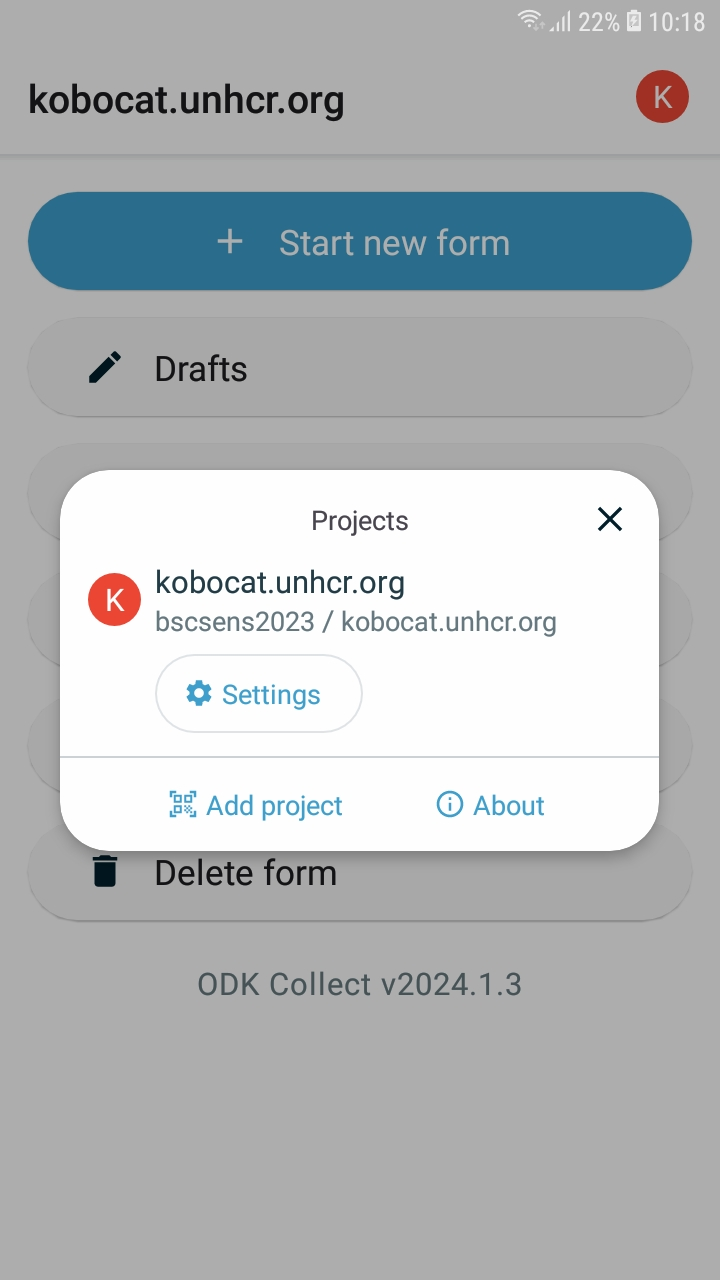 22% 10:18
kobocat.unhcr.org
K
Start new form
Drafts
Projects
K
kobocat.unhcr.org
bscsens2023 / kobocat.unhcr.org
Settings
Add project
About
Delete form
ODK Collect v2024.1.3